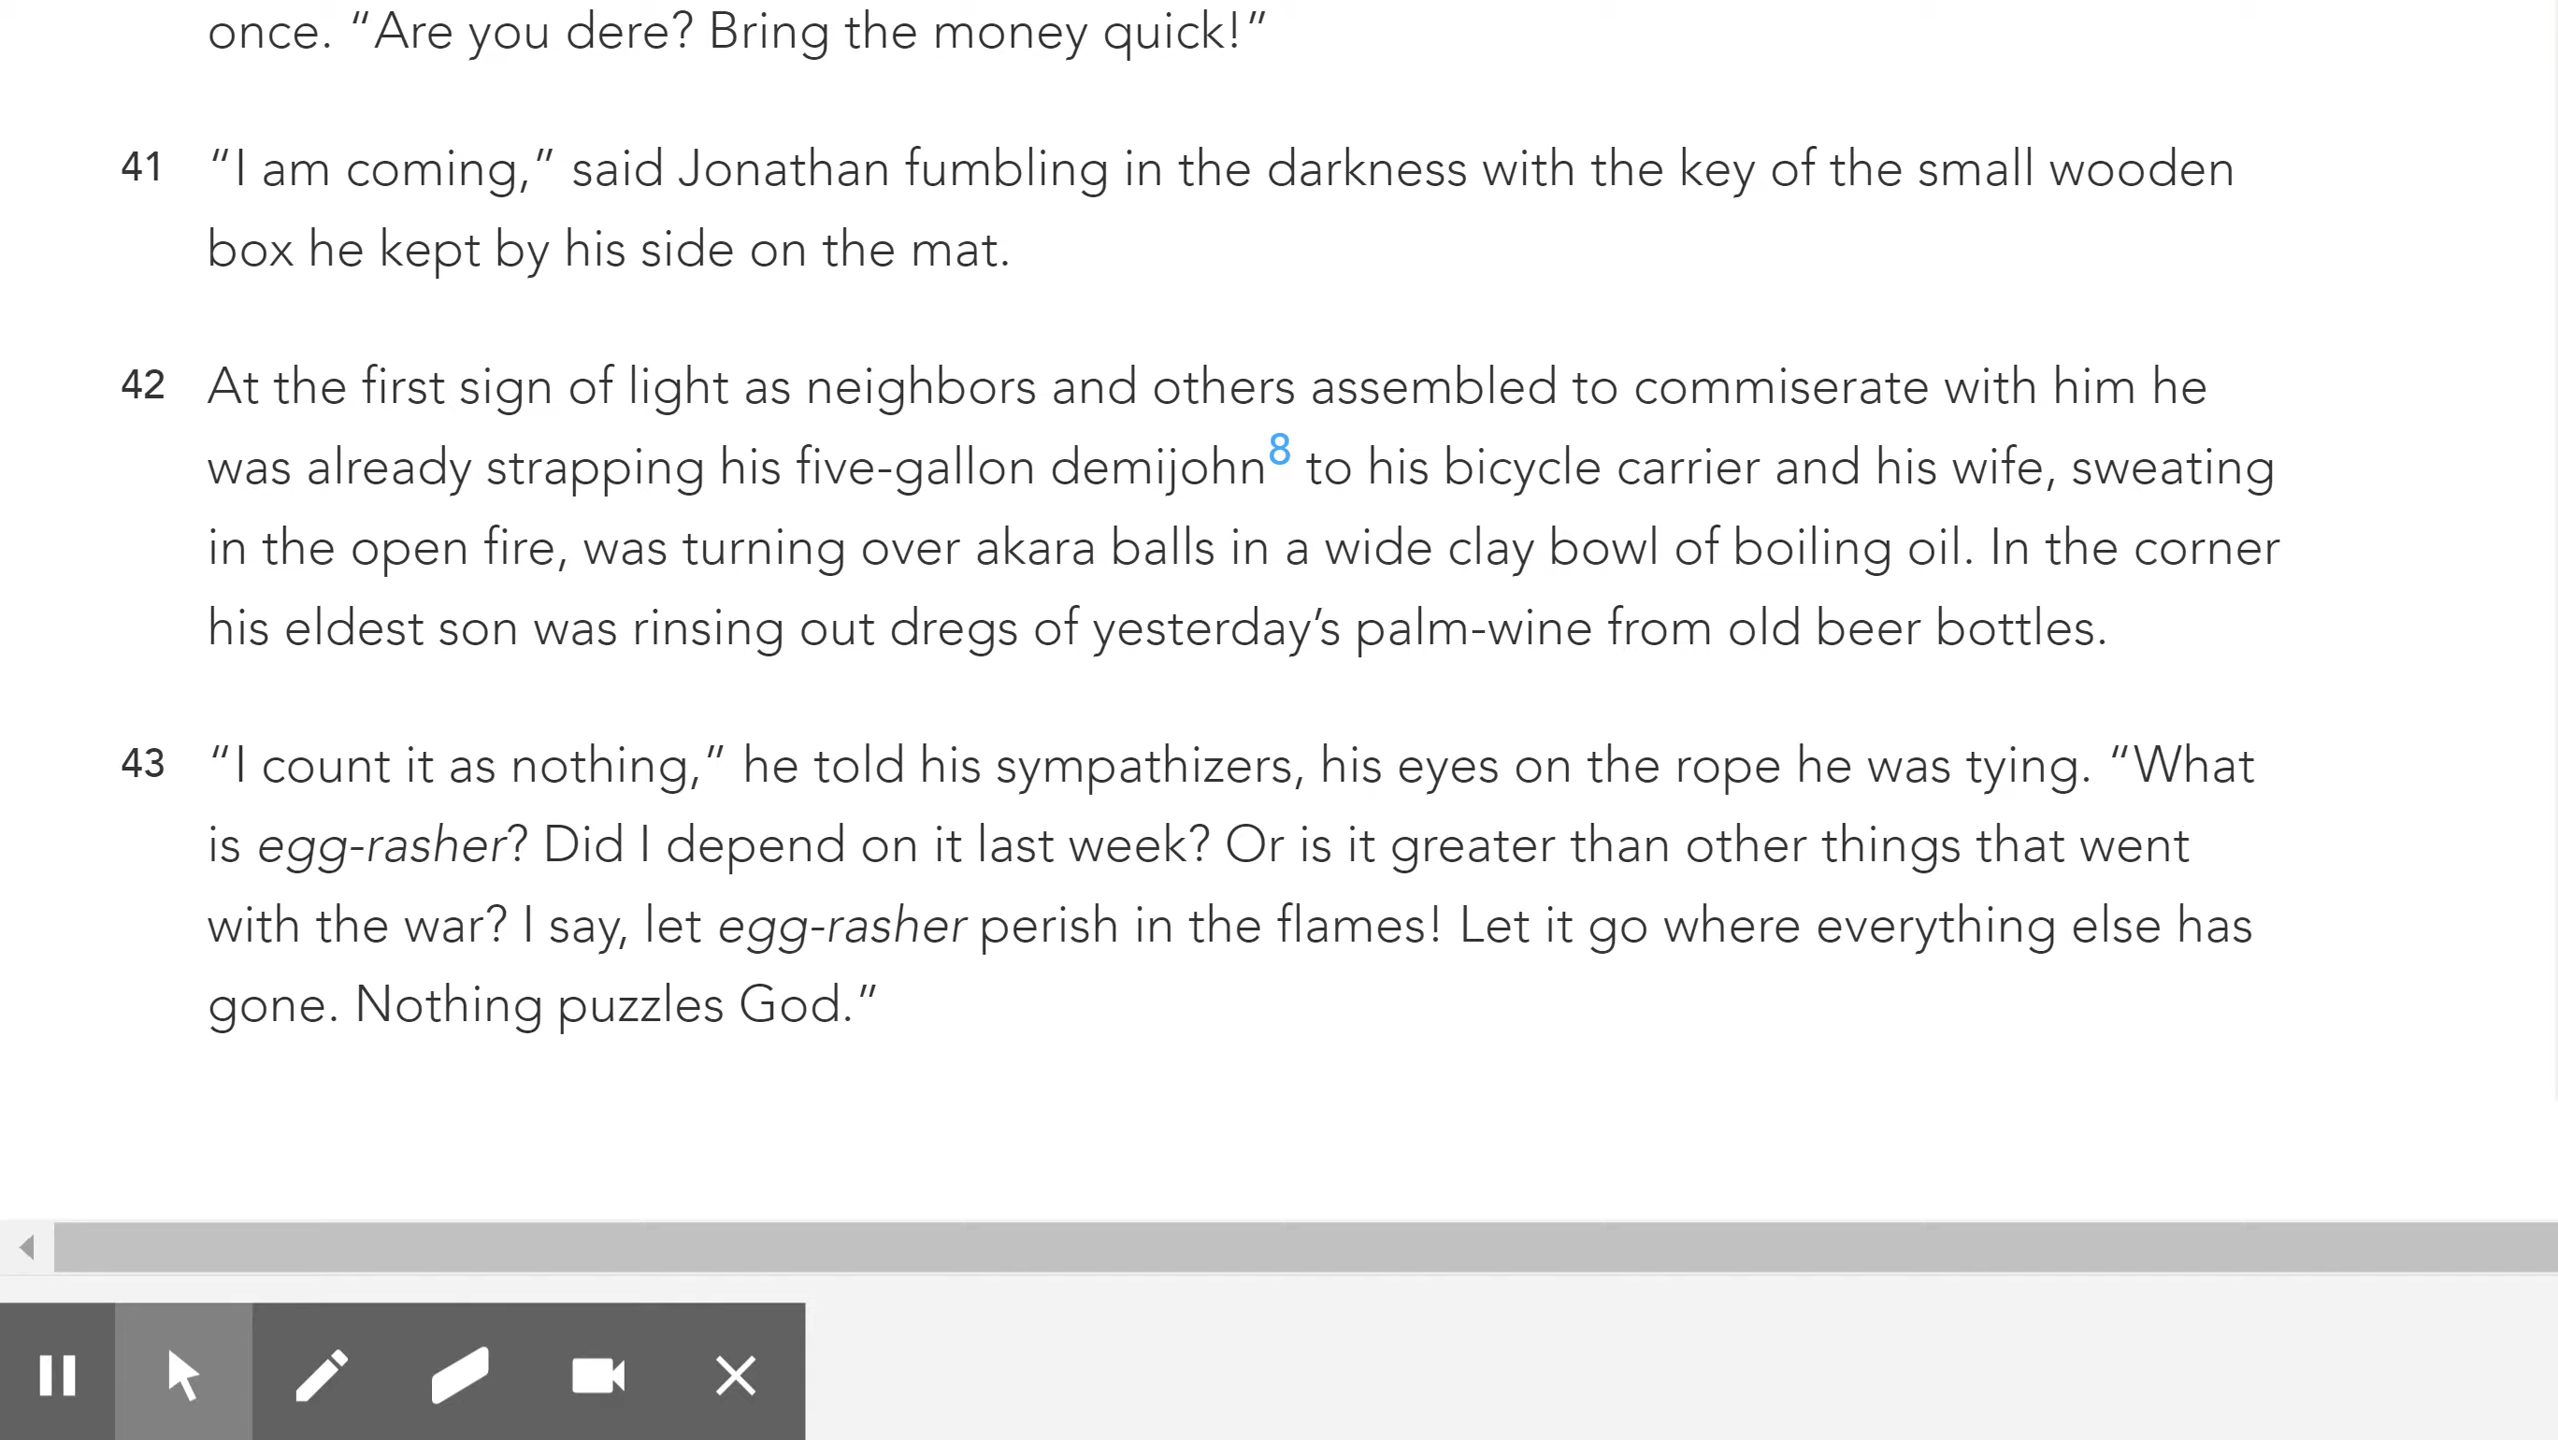 once. “Are you dere? Bring the money quick!”
41 “I am coming,” said Jonathan fumbling in the darkness with the key of the small wooden
box he kept by his side on the mat.
42 At the first sign of light as neighbors and others assembled to commiserate with him he
was already strapping his five-gallon demijohn8 to his bicycle carrier and his wife, sweating
in the open fire, was turning over akara balls in a wide clay bowl of boiling oil. In the corner
his eldest son was rinsing out dregs of yesterday’s palm-wine from old beer bottles.
43 “I count it as nothing,” he told his sympathizers, his eyes on the rope he was tying. “What
is egg-rasher? Did I depend on it last week? Or is it greater than other things that went
with the war? I say, let egg-rasher perish in the flames! Let it go where everything else has
gone. Nothing puzzles God.”